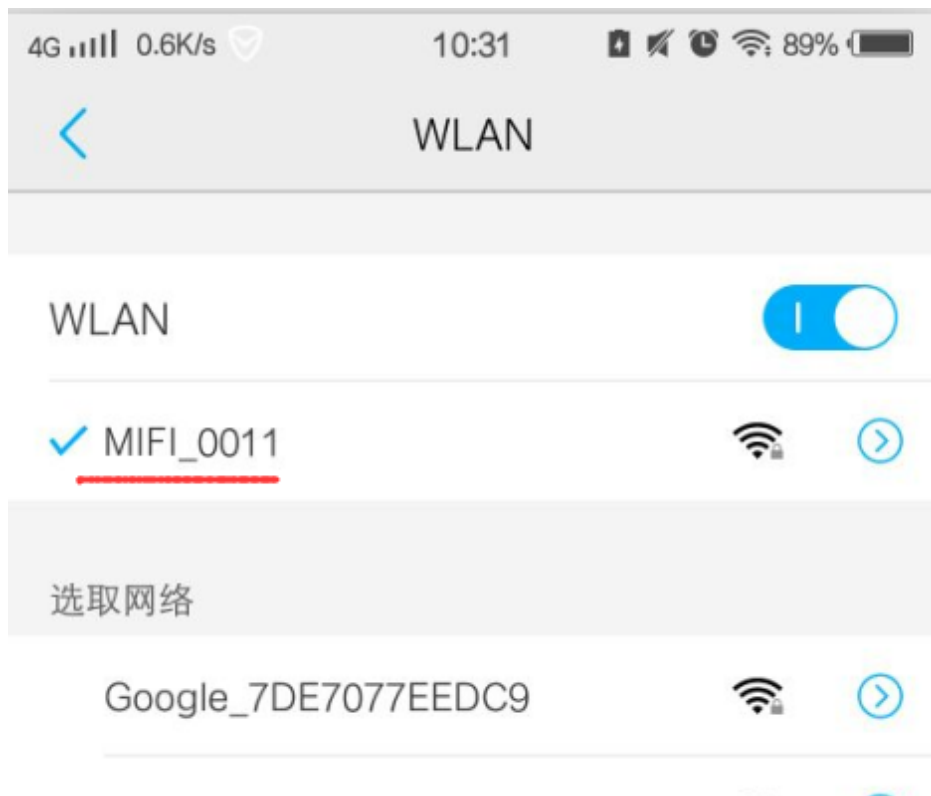 4G 0.6K/s 10:31 89%
WLAN
WLAN
MIFI_0011
选取网络
Google_7DE7077EEDC9